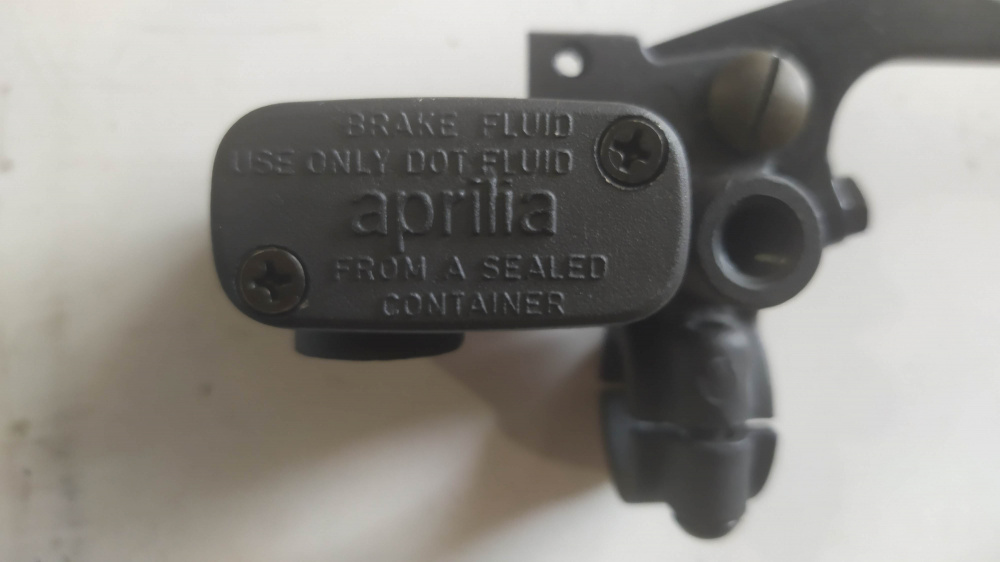 BRAKE FLUID
USE ONLY DOT FLUID
aprilia
FROM A SEALED
CONTAINER